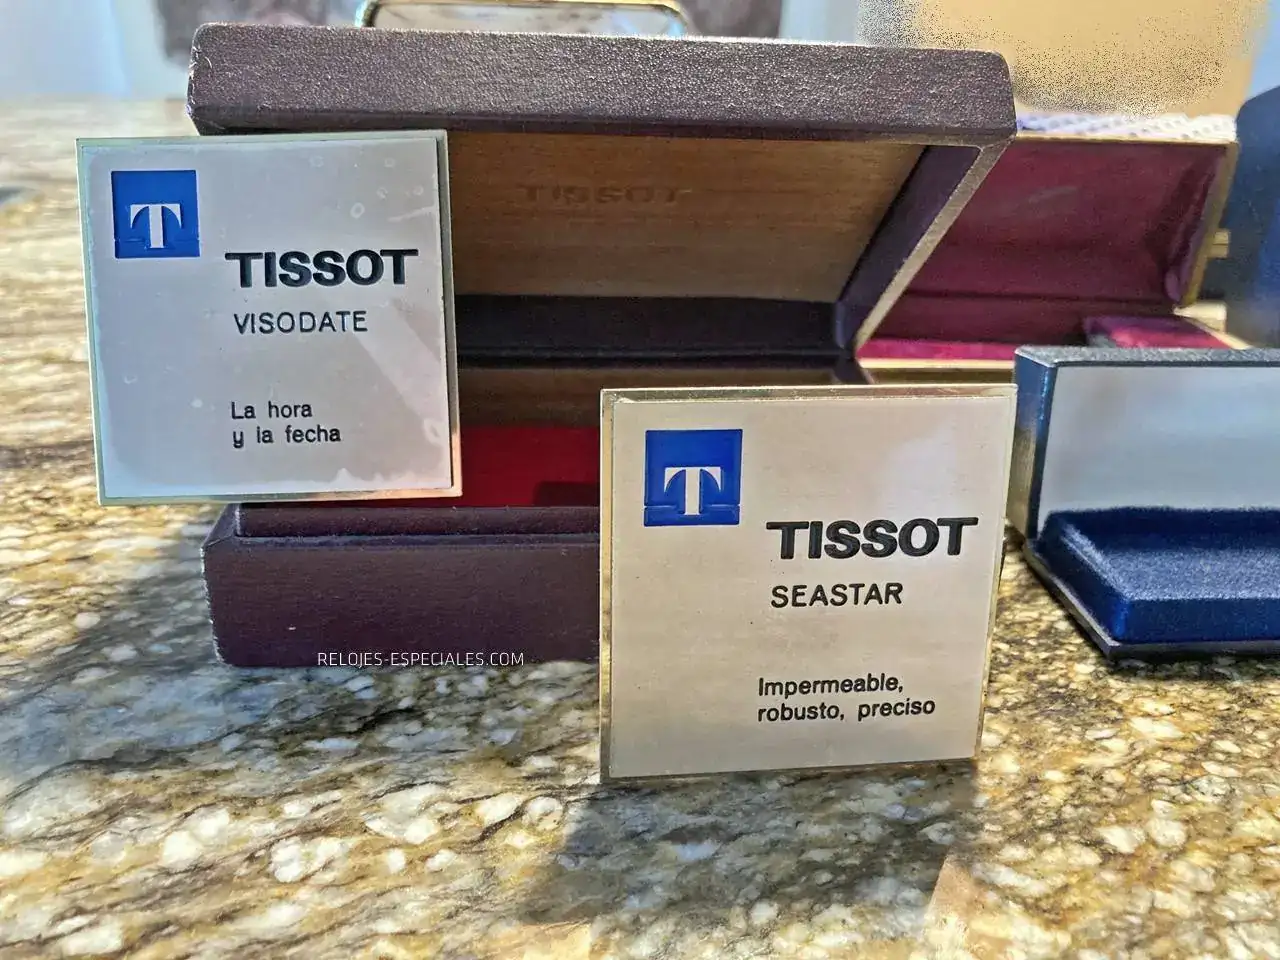 TISSOT
T
TISSOT
VISODATE
La hora
y la fecha
T
TISSOT
SEASTAR
Impermeable,
robusto, preciso
RELOJES-ESPECIALES.COM